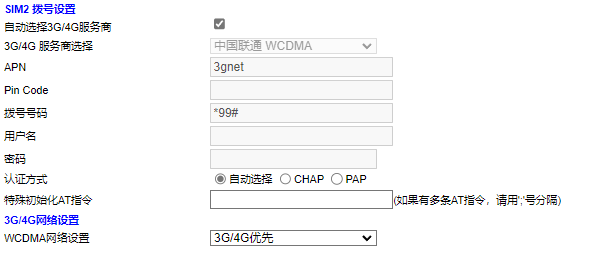 SIM2 拨号设置
自动选择3G/4G服务商
3G/4G 服务商选择 中国联通 WCDMA
APN 3gnet
Pin Code
拨号号码 *99#
用户名
密码
认证方式 自动选择 CHAP PAP
特殊初始化AT指令 (如果有多条AT指令，请用';'号分隔)
3G/4G网络设置
WCDMA网络设置 3G/4G优先